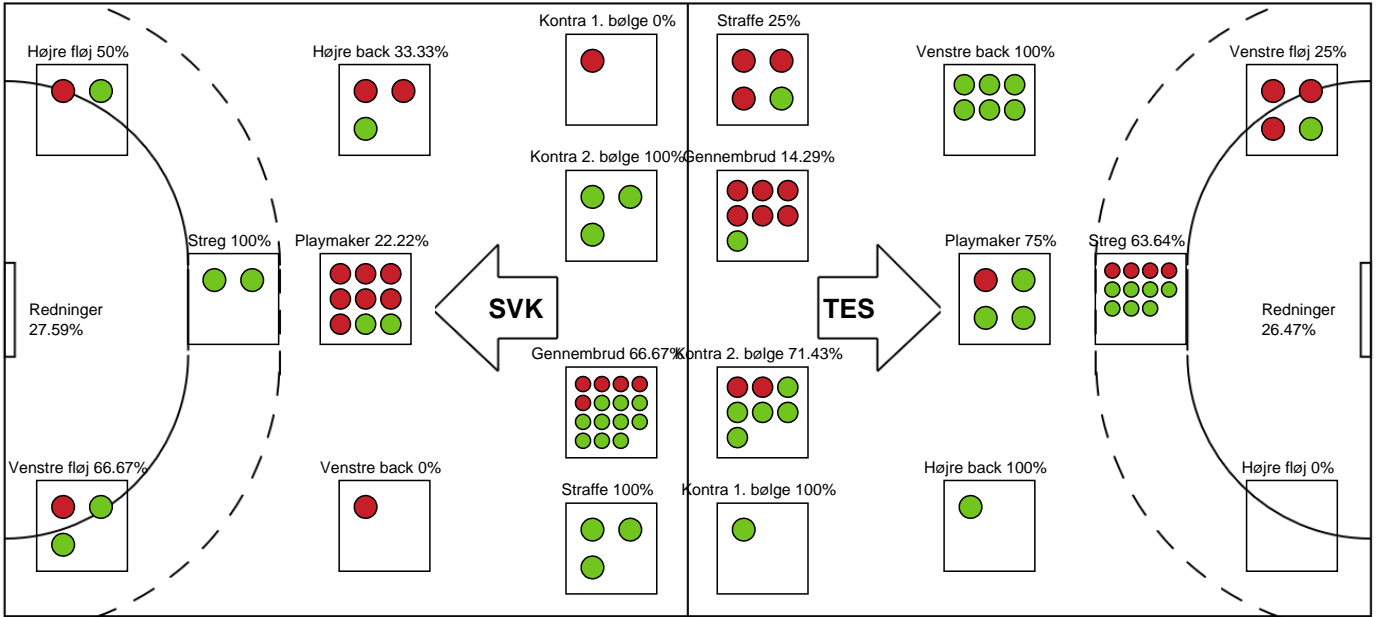 Kontra 1. bølge 0%
Straffe 25%
Højre fløj 50%
Højre back 33.33%
Venstre back 100%
Venstre fløj 25%
Kontra 2. bølge 100%
Gennembrud 14.29%
Streg 100%
Playmaker 22.22%
Playmaker 75%
Streg 63.64%
Redninger
27.59%
SVK
TES
Redninger
26.47%
Gennembrud 66.67%
Kontra 2. bølge 71.43%
Venstre fløj 66.67%
Venstre back 0%
Straffe 100%
Kontra 1. bølge 100%
Højre back 100%
Højre fløj 0%